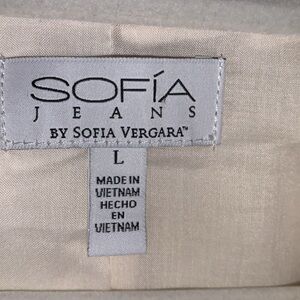 SOFÍA
JEANS
BY SOFIA VERGARA™
L
MADE IN
VIETNAM
HECHO
EN
VIETNAM